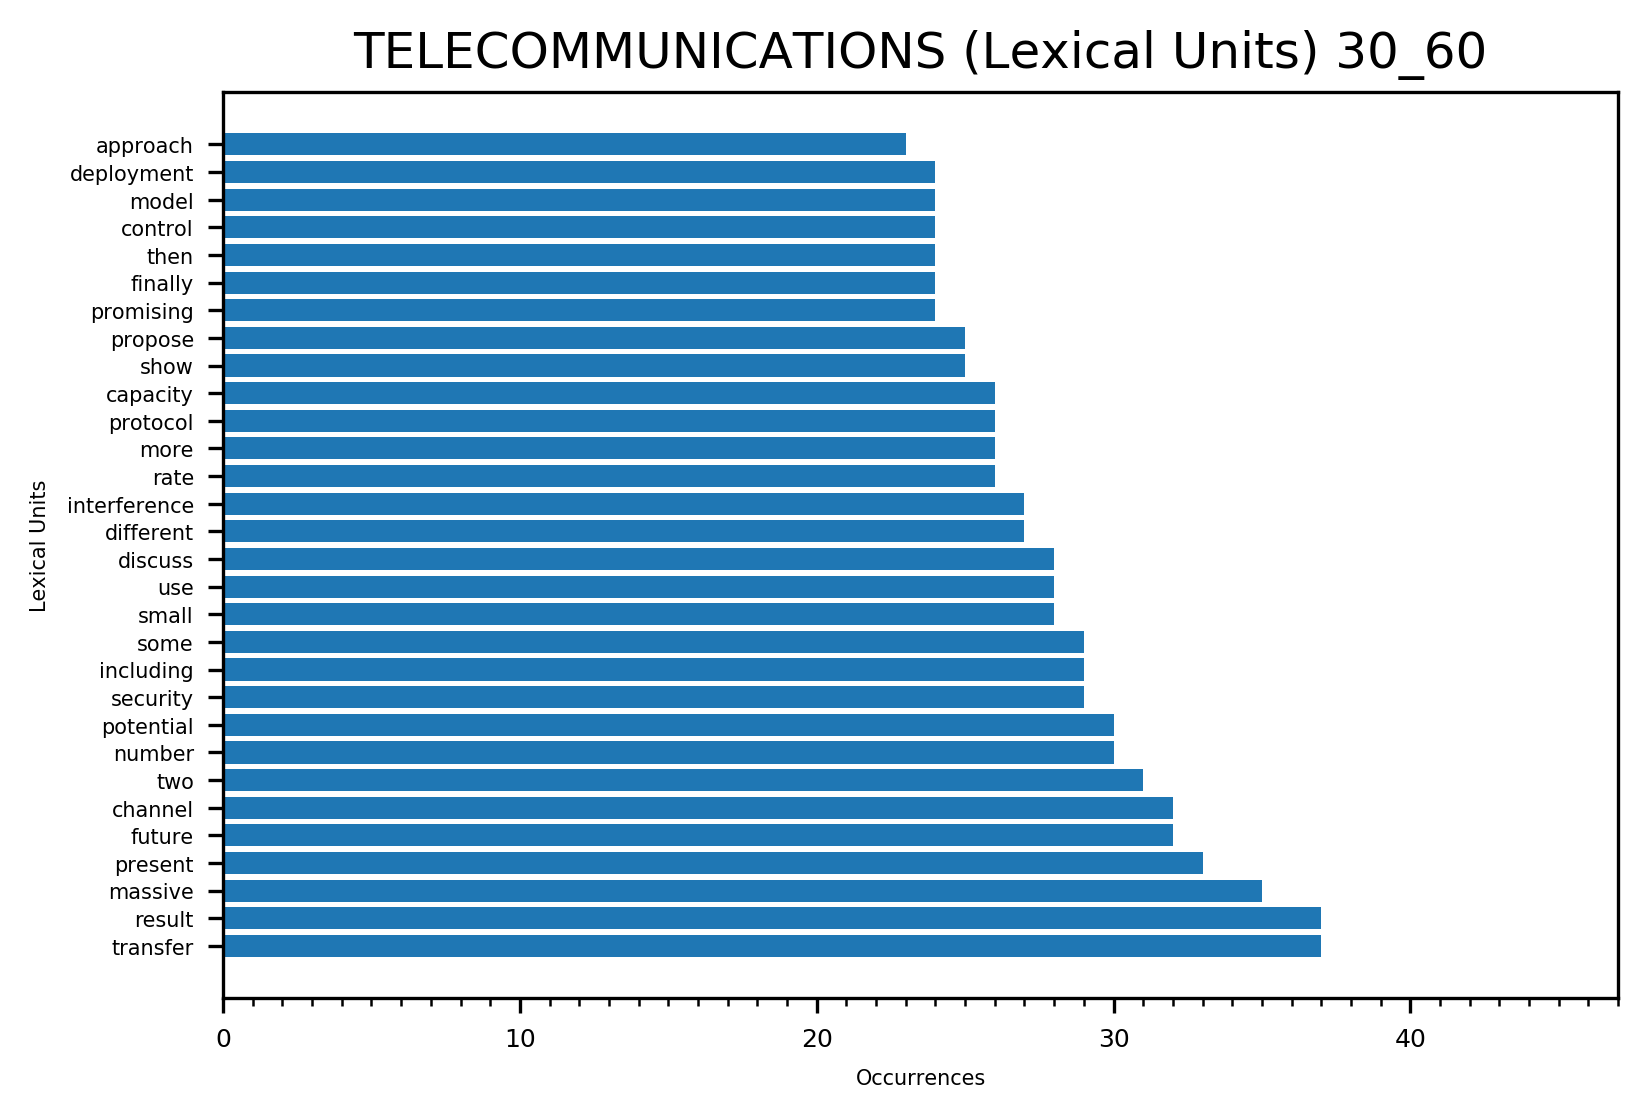 TELECOMMUNICATIONS (Lexical Units) 30_60
approach
deployment
model
control
then
finally
promising
propose
show
capacity
protocol
more
rate
interference
different
discuss
use
small
some
including
security
potential
number
two
channel
future
present
massive
result
transfer
Lexical Units
0 10 20 30 40
Occurrences